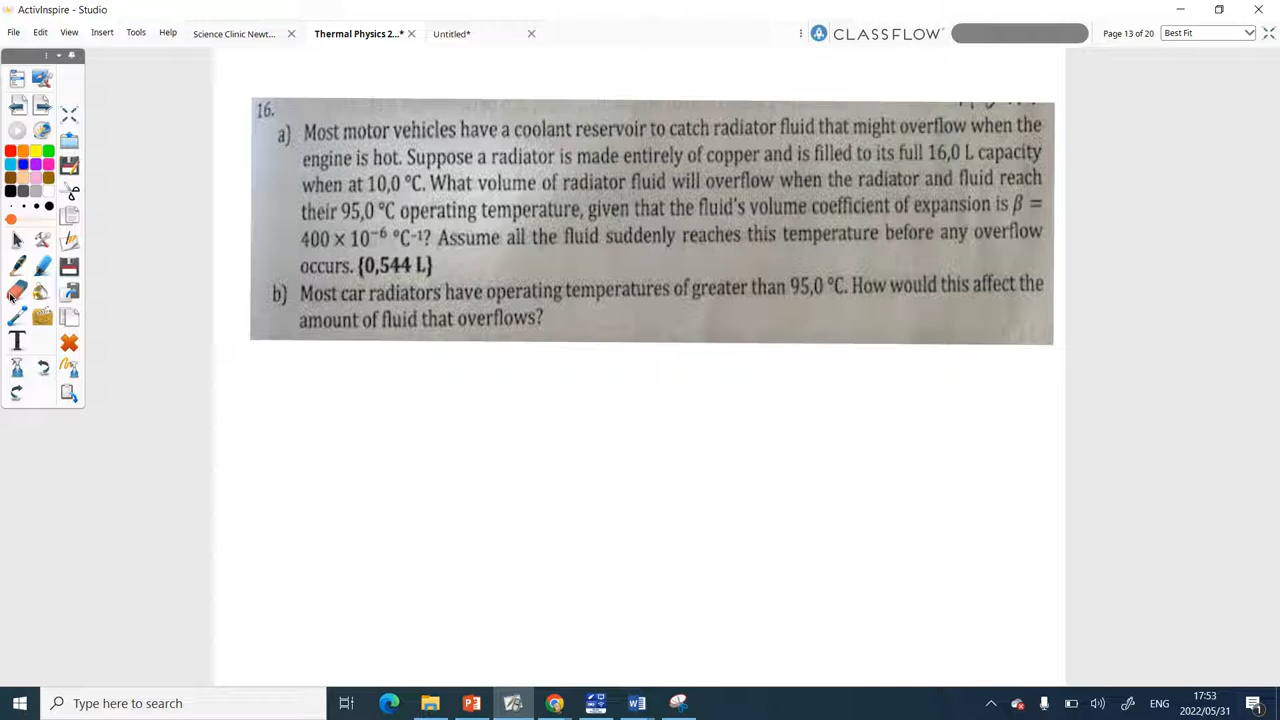 ActivInspire - Studio
File Edit View Insert Tools Help Science Clinic Newt... Thermal Physics 2...* Untitled* CLASSFLOW Page 13 of 20 Best Fit
16.
a) Most motor vehicles have a coolant reservoir to catch radiator fluid that might overflow when the
engine is hot. Suppose a radiator is made entirely of copper and is filled to its full 16,0 L capacity
when at 10,0 °C. What volume of radiator fluid will overflow when the radiator and fluid reach
their 95,0 °C operating temperature, given that the fluid's volume coefficient of expansion is β =
400 × 10⁻⁶ °C⁻¹? Assume all the fluid suddenly reaches this temperature before any overflow
occurs. {0,544 L}
b) Most car radiators have operating temperatures of greater than 95,0 °C. How would this affect the
amount of fluid that overflows?
T
Type here to search
ENG
17:53
2022/05/31
1